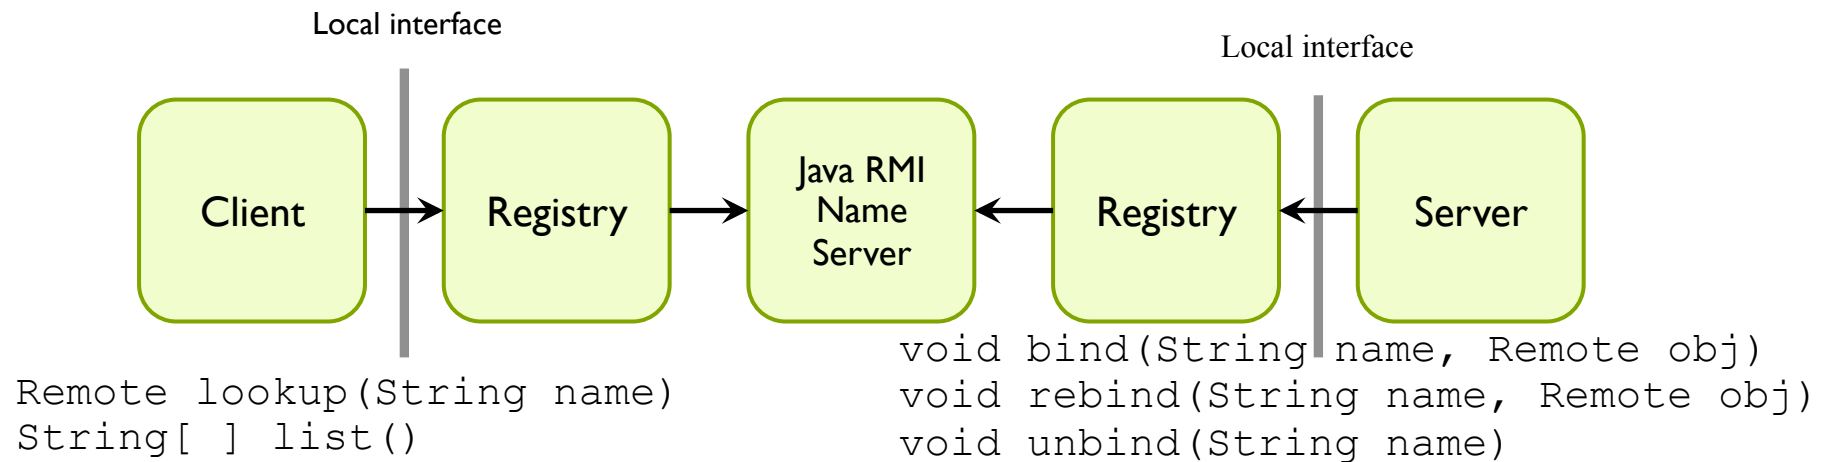 Local interface
Local interface
Client
Registry
Java RMI
Name
Server
Registry
Server
Remote lookup(String name)
String[ ] list()
void bind(String name, Remote obj)
void rebind(String name, Remote obj)
void unbind(String name)